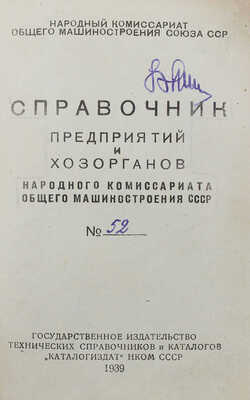 НАРОДНЫЙ КОМИССАРИАТ
ОБЩЕГО МАШИНОСТРОЕНИЯ СОЮЗА ССР
СПРАВОЧНИК
ПРЕДПРИЯТИЙ
И
ХОЗОРГАНОВ
НАРОДНОГО КОМИССАРИАТА
ОБЩЕГО МАШИНОСТРОЕНИЯ СССР
№ 52
ГОСУДАРСТВЕННОЕ ИЗДАТЕЛЬСТВО
ТЕХНИЧЕСКИХ СПРАВОЧНИКОВ И КАТАЛОГОВ
„КАТАЛОГИЗДАТ" НКОМ СССР
1939